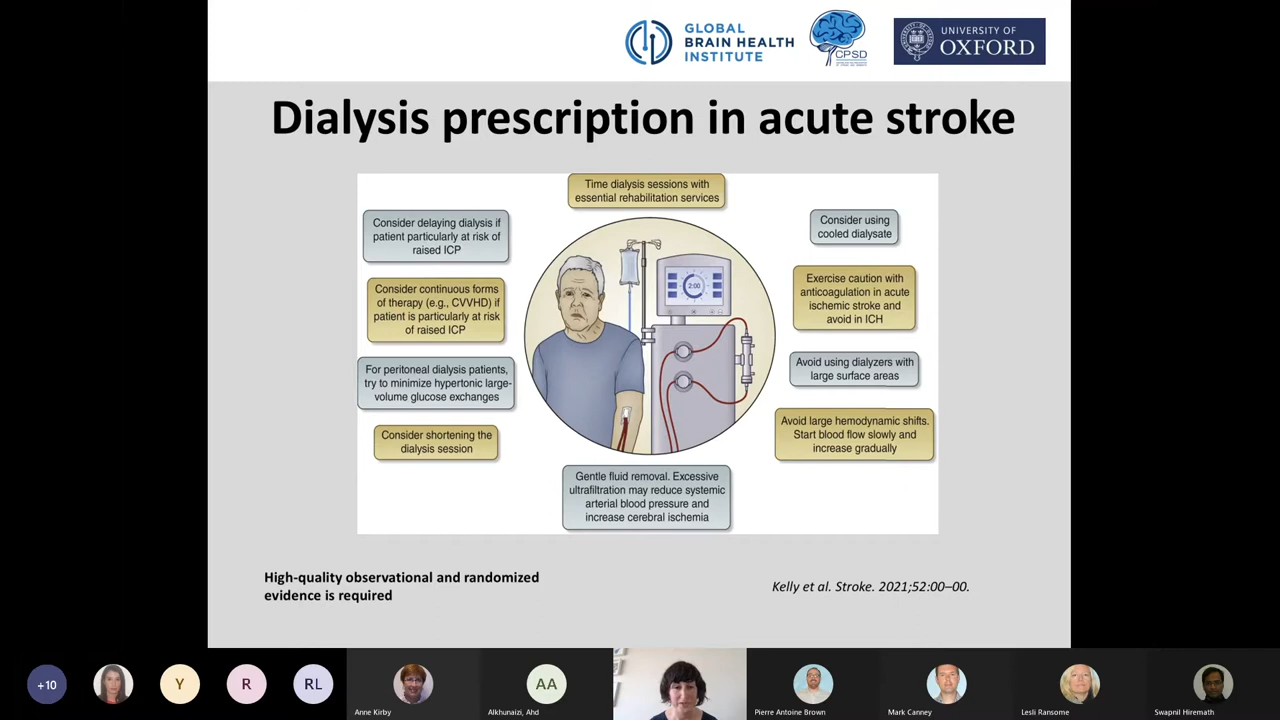 GLOBAL
BRAIN HEALTH
INSTITUTE
CPSD
UNIVERSITY OF
OXFORD
Dialysis prescription in acute stroke
Time dialysis sessions with
essential rehabilitation services
Consider delaying dialysis if
patient particularly at risk of
raised ICP
Consider continuous forms
of therapy (e.g., CVVHD) if
patient is particularly at risk
of raised ICP
For peritoneal dialysis patients,
try to minimize hypertonic large-
volume glucose exchanges
Consider shortening the
dialysis session
2:00
Consider using
cooled dialysate
Exercise caution with
anticoagulation in acute
ischemic stroke and
avoid in ICH
Avoid using dialyzers with
large surface areas
Avoid large hemodynamic shifts.
Start blood flow slowly and
increase gradually
Gentle fluid removal. Excessive
ultrafiltration may reduce systemic
arterial blood pressure and
increase cerebral ischemia
High-quality observational and randomized
evidence is required
Kelly et al. Stroke. 2021;52:00–00.
+10
Y
R
RL
Anne Kirby
AA
Alkhunaizi, Ahd
Pierre Antoine Brown
Mark Canney
Lesli Ransome
Swapnil Hiremath